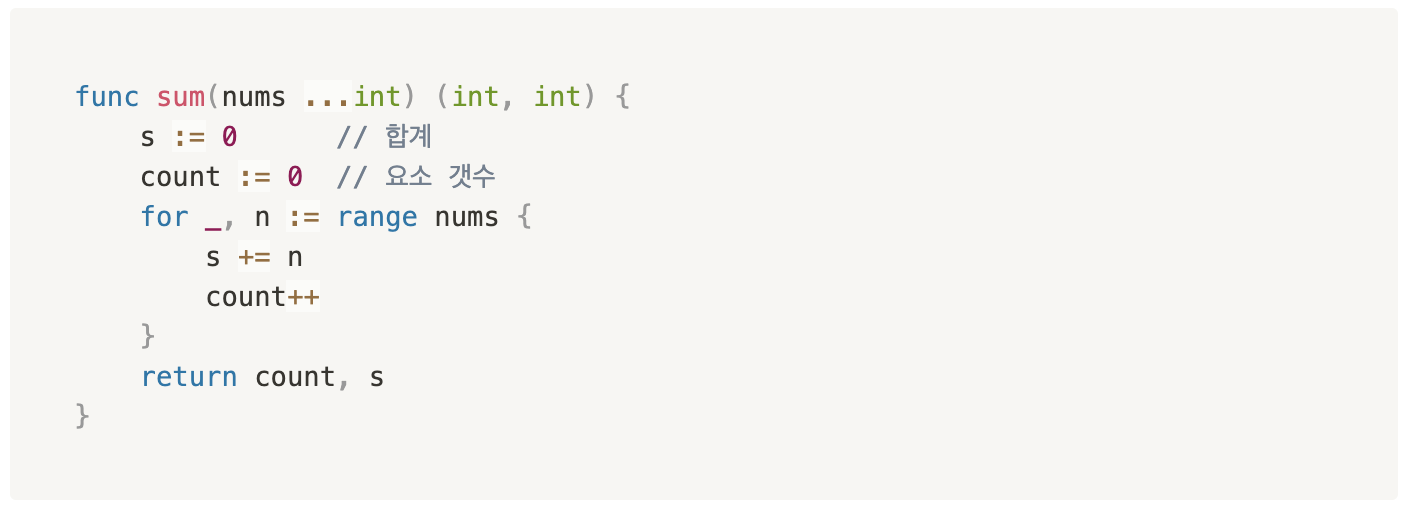 func sum(nums ...int) (int, int) {
    s := 0      // 합계
    count := 0  // 요소 갯수
    for _, n := range nums {
        s += n
        count++
    }
    return count, s
}